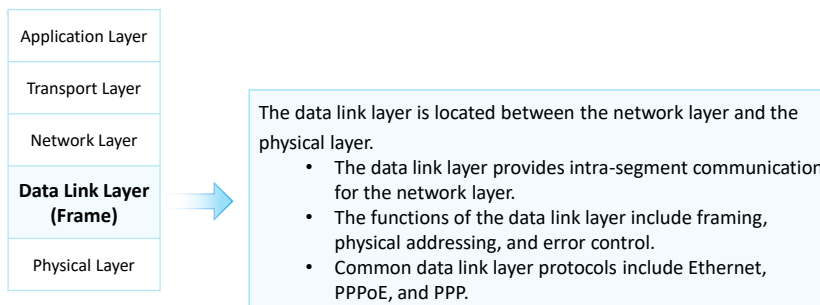 Application Layer
Transport Layer
Network Layer
Data Link Layer
(Frame)
Physical Layer
The data link layer is located between the network layer and the
physical layer.
• The data link layer provides intra-segment communication
for the network layer.
• The functions of the data link layer include framing,
physical addressing, and error control.
• Common data link layer protocols include Ethernet,
PPPoE, and PPP.